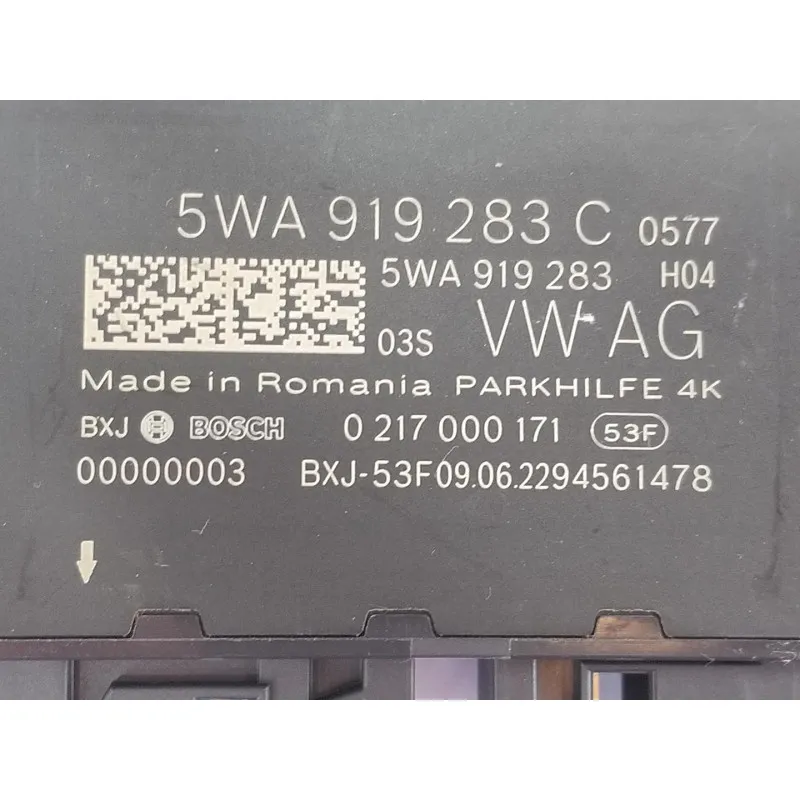 5WA 919 283 C 0577
5WA 919 283 H04
03S VW AG
Made in Romania PARKHILFE 4K
BXJ BOSCH 0 217 000 171 53F
00000003 BXJ-53F09.06.2294561478